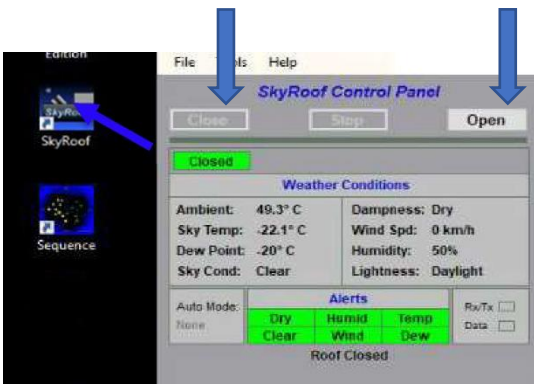 Edition
SkyRoof
Sequence
File Help
SkyRoof Control Panel
Close Stop Open
Closed
Weather Conditions
Ambient: 49.3° C Dampness: Dry
Sky Temp: -22.1° C Wind Spd: 0 km/h
Dew Point: -20° C Humidity: 50%
Sky Cond: Clear Lightness: Daylight
Auto Mode:
None
Alerts
Dry Humid Temp
Clear Wind Dew
Rx/Tx
Data
Roof Closed